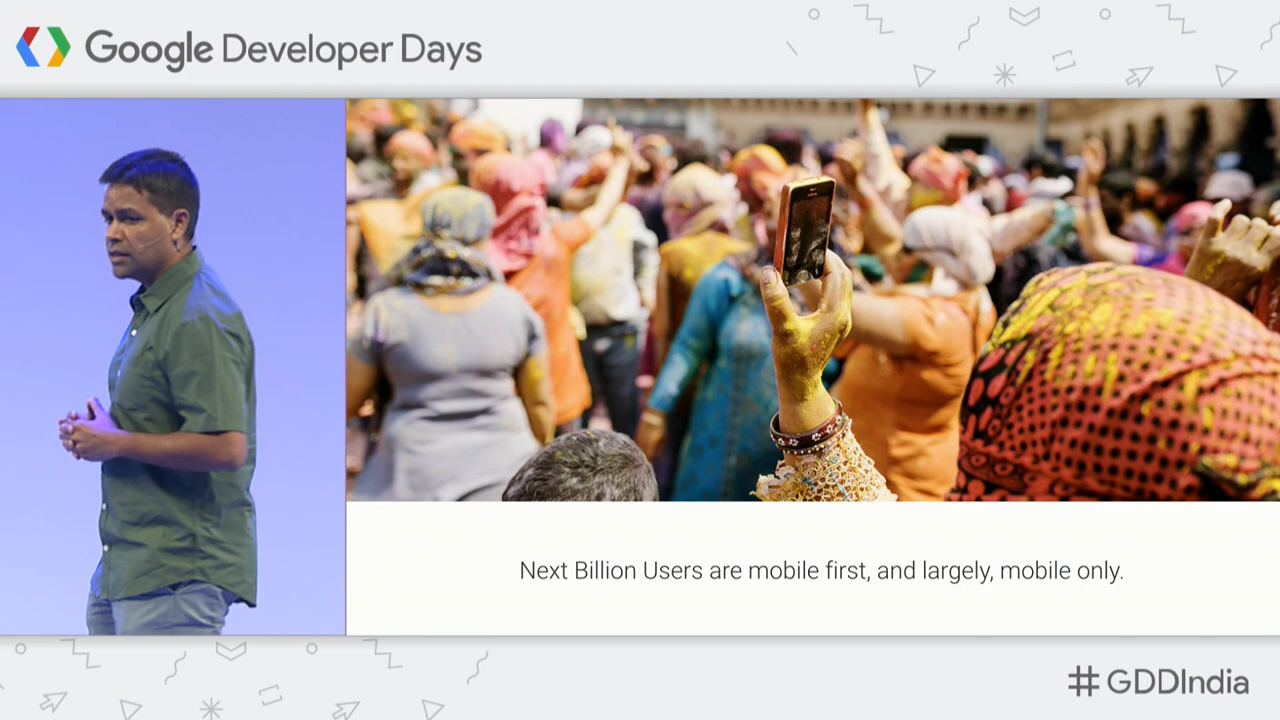 Google Developer Days
Next Billion Users are mobile first, and largely, mobile only.
#GDDIndia